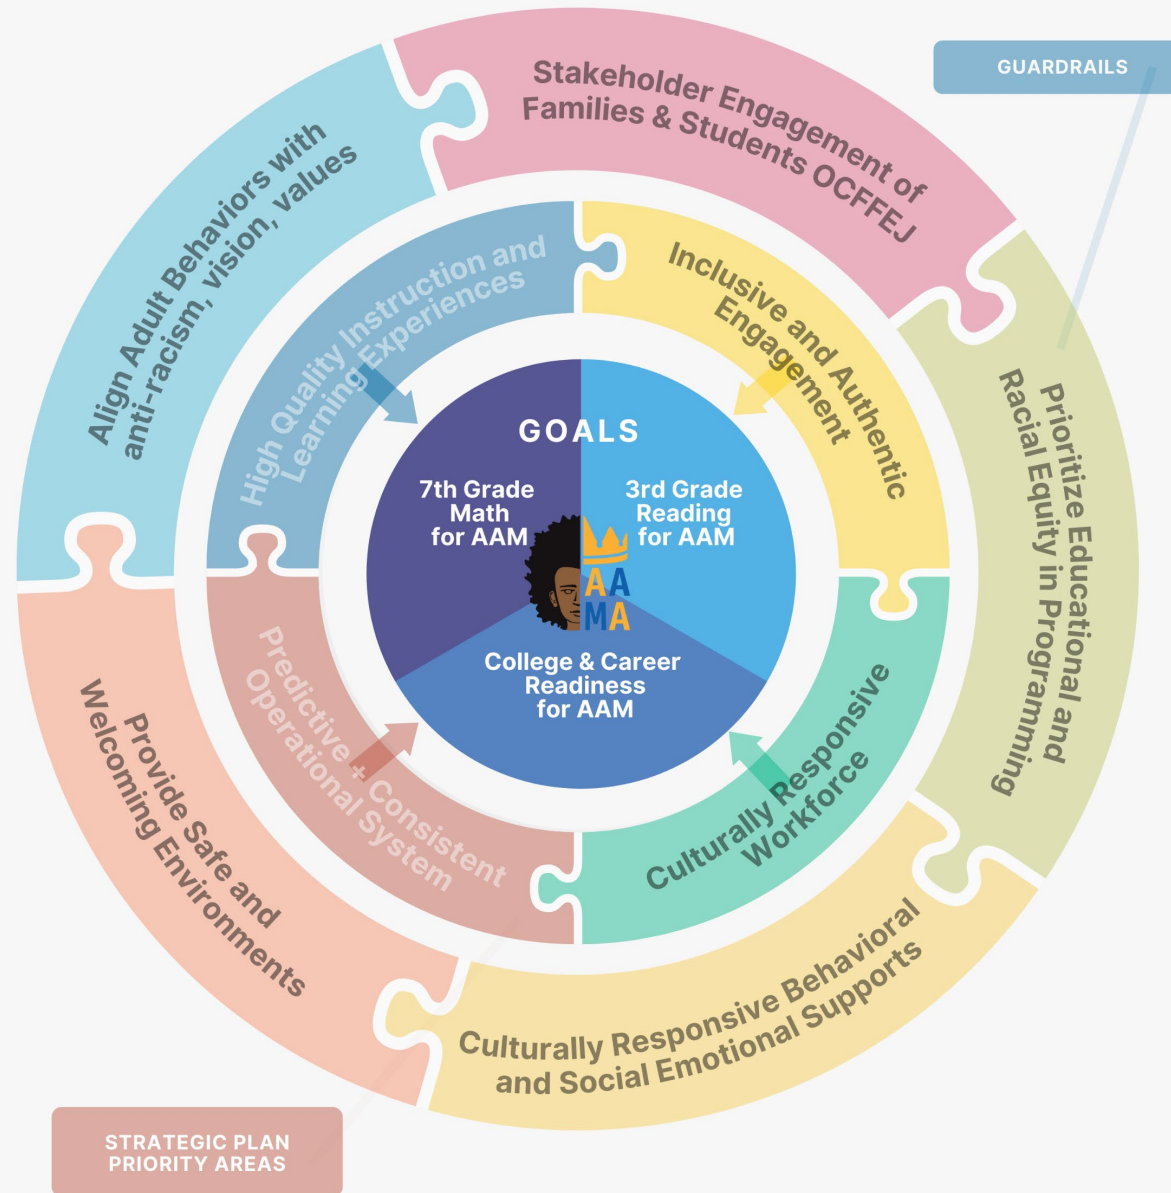 GUARDRAILS
Stakeholder Engagement of
Families & Students OCFFEJ
Prioritize Educational and
Racial Equity in Programming
Culturally Responsive Behavioral
and Social Emotional Supports
Provide Safe and
Welcoming Environments
Align Adult Behaviors with
anti-racism, vision, values
High Quality Instruction and
Learning Experiences
Inclusive and Authentic
Engagement
Culturally Responsive
Workforce
Predictive + Consistent
Operational System
GOALS
7th Grade
Math
for AAM
3rd Grade
Reading
for AAM
AA
MA
College & Career
Readiness
for AAM
STRATEGIC PLAN
PRIORITY AREAS